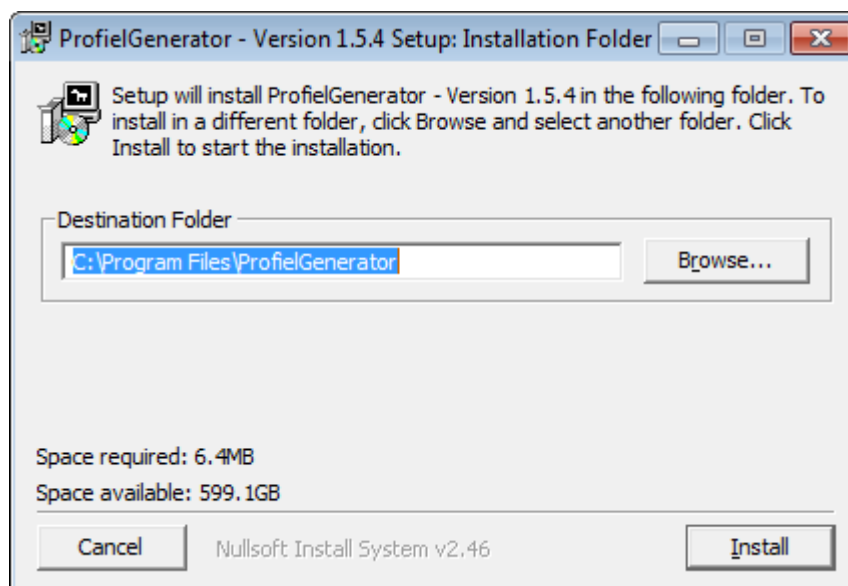 ProfielGenerator - Version 1.5.4 Setup: Installation Folder
Setup will install ProfielGenerator - Version 1.5.4 in the following folder. To
install in a different folder, click Browse and select another folder. Click
Install to start the installation.
Destination Folder
C:\Program Files\ProfielGenerator
Browse...
Space required: 6.4MB
Space available: 599.1GB
Cancel
Nullsoft Install System v2.46
Install